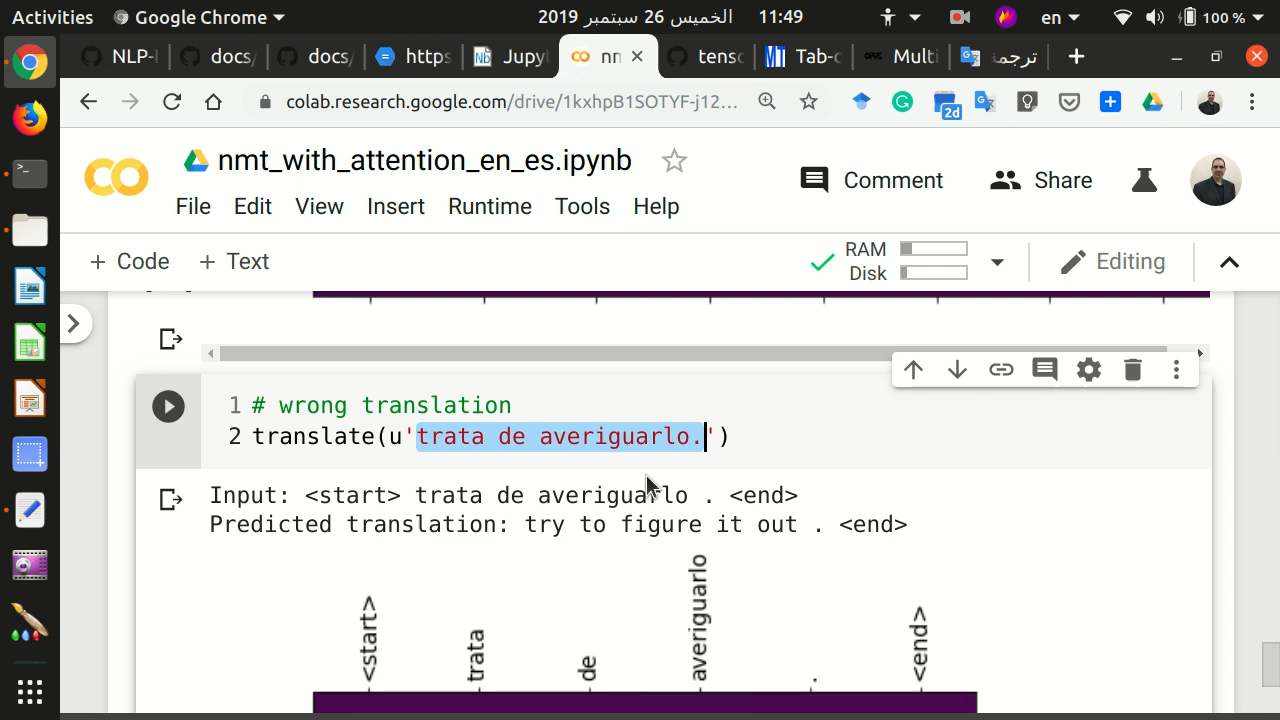 Activities Google Chrome ▾ الخميس 26 سبتمبر 2019 11:49 en ▾ 100 % ▾
NLP- docs/ docs/ https Jupy nn tens Tab- Multi ترجمة
colab.research.google.com/drive/1kxhpB1SOTYF-j12... 2d
nmt_with_attention_en_es.ipynb
Comment Share
File Edit View Insert Runtime Tools Help
+ Code + Text RAM Disk Editing
1 # wrong translation
2 translate(u'trata de averiguarlo.')
Input: <start> trata de averiguarlo . <end>
Predicted translation: try to figure it out . <end>
<start> trata de averiguarlo . <end>